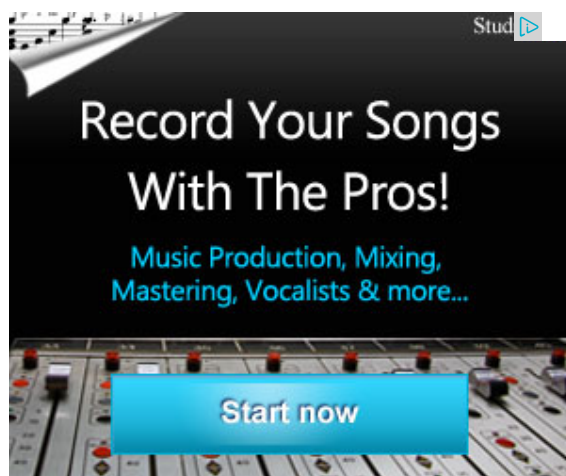 Stud
Record Your Songs
With The Pros!
Music Production, Mixing,
Mastering, Vocalists & more...
Start now